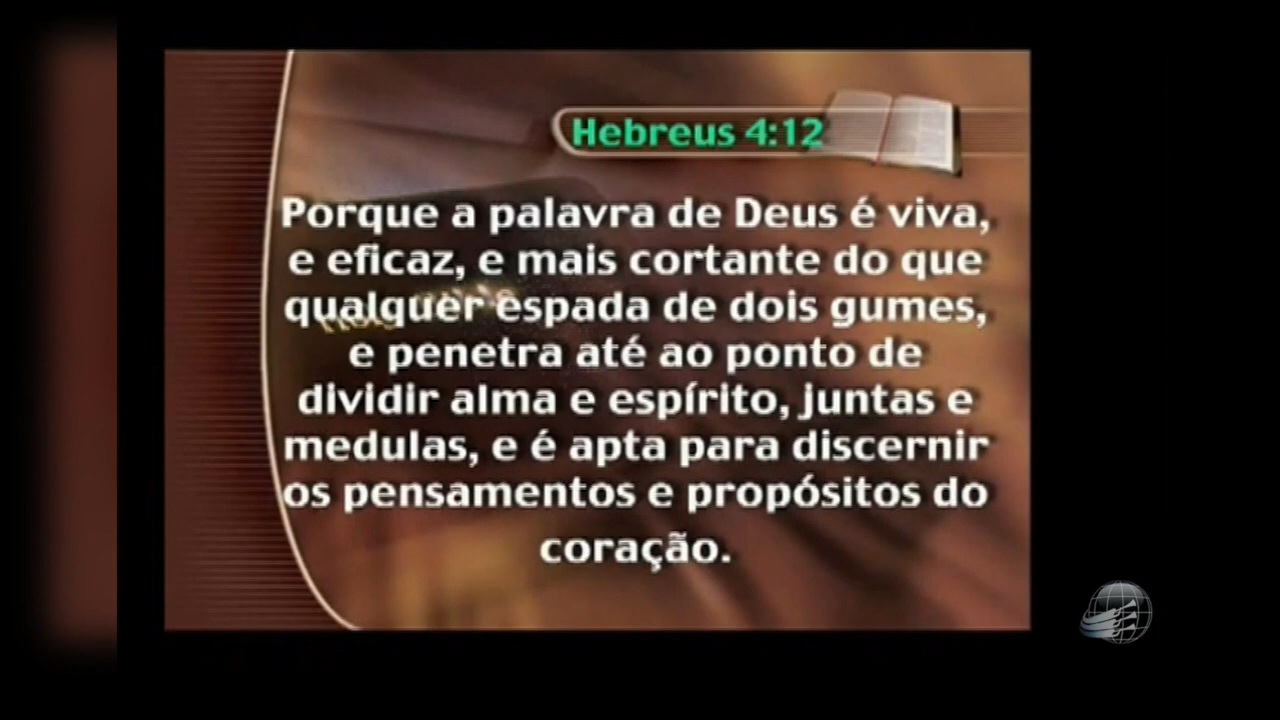 Hebreus 4:12
Porque a palavra de Deus é viva,
e eficaz, e mais cortante do que
qualquer espada de dois gumes,
e penetra até ao ponto de
dividir alma e espírito, juntas e
medulas, e é apta para discernir
os pensamentos e propósitos do
coração.